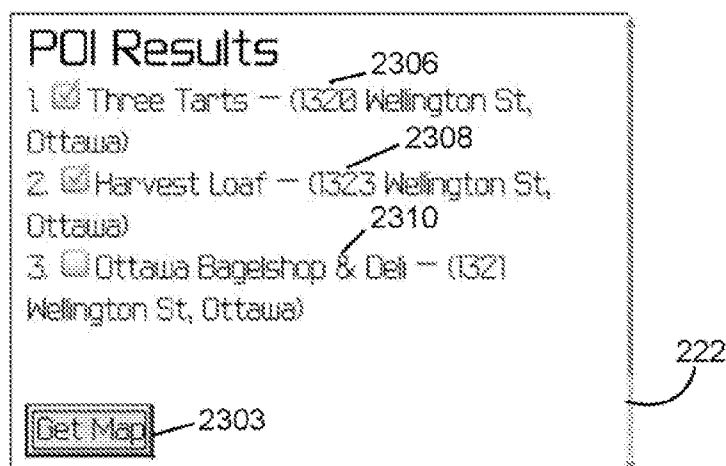 POI Results
2306
1. Three Tarts – (1320 Wellington St,
Ottawa)
2308
2. Harvest Loaf – (1323 Wellington St,
Ottawa)
2310
3. Ottawa Bagelshop & Deli – (1321
Wellington St, Ottawa)
222
Get Map
2303